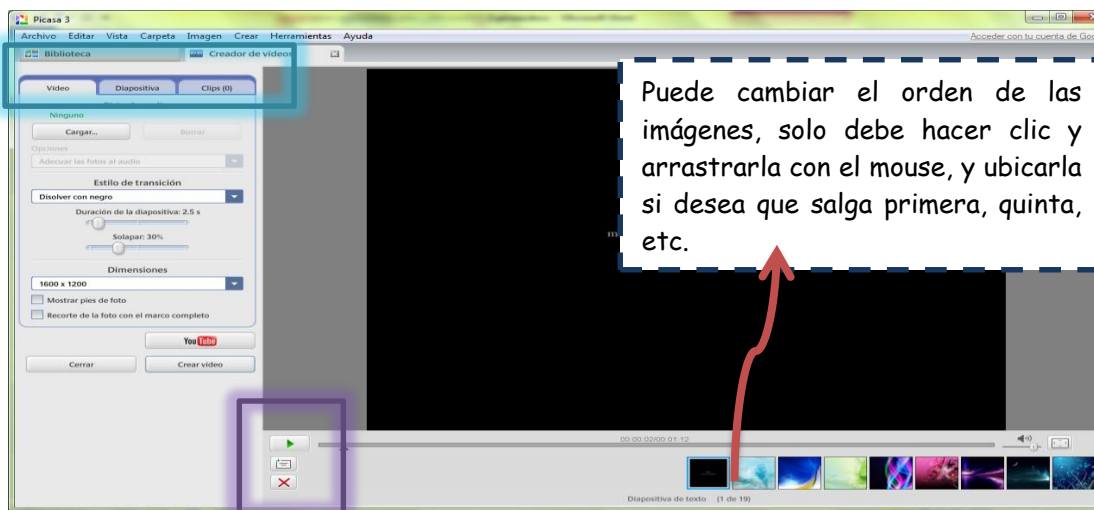 Picasa 3
Archivo Editar Vista Carpeta Imagen Crear Herramientas Ayuda
Acceder con tu cuenta de Goo
Biblioteca
Creador de vídeos
Vídeo Diapositiva Clips (0)
Ninguno
Cargar... Borrar
Opciones
Adecuar las fotos al audio
Estilo de transición
Disolver con negro
Duración de la diapositiva: 2.5 s
Solapar: 30%
Dimensiones
1600 x 1200
Mostrar pies de foto
Recorte de la foto con el marco completo
YouTube
Cerrar Crear vídeo
Puede cambiar el orden de las
imágenes, solo debe hacer clic y
arrastrarla con el mouse, y ubicarla
si desea que salga primera, quinta,
etc.
00:00:02/00:01:12
Diapositiva de texto (1 de 19)